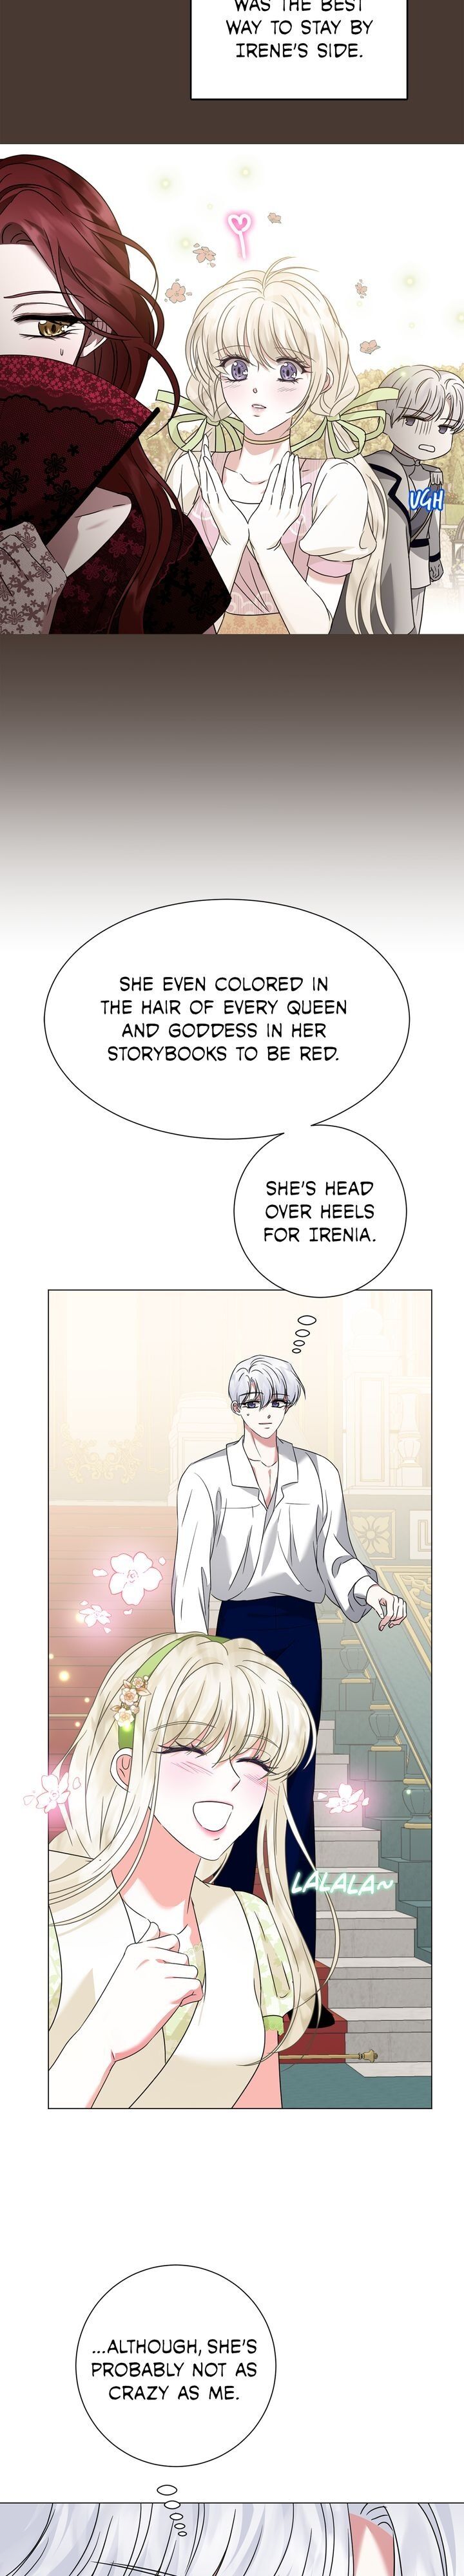 WAS THE BEST
WAY TO STAY BY
IRENE'S SIDE.
UGH
SHE EVEN COLORED IN
THE HAIR OF EVERY QUEEN
AND GODDESS IN HER
STORYBOOKS TO BE RED.
SHE'S HEAD
OVER HEELS
FOR IRENIA.
LALALA~
...ALTHOUGH, SHE'S
PROBABLY NOT AS
CRAZY AS ME.